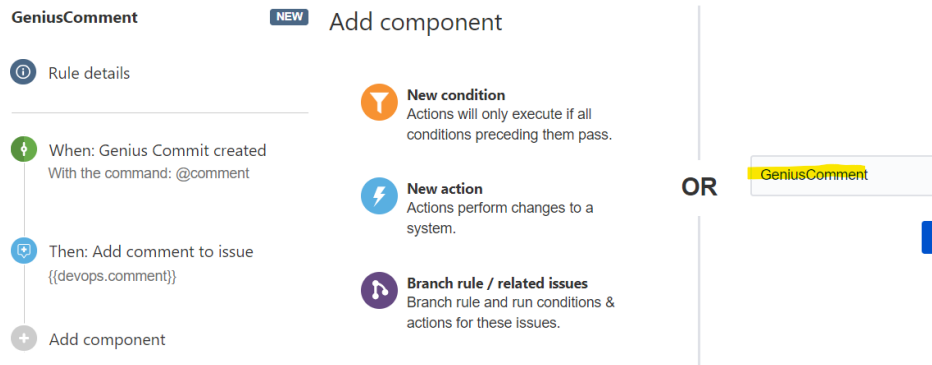 GeniusComment
NEW
Rule details
When: Genius Commit created
With the command: @comment
Then: Add comment to issue
{{devops.comment}}
Add component
Add component
New condition
Actions will only execute if all
conditions preceding them pass.
New action
Actions perform changes to a
system.
Branch rule / related issues
Branch rule and run conditions &
actions for these issues.
OR
GeniusComment